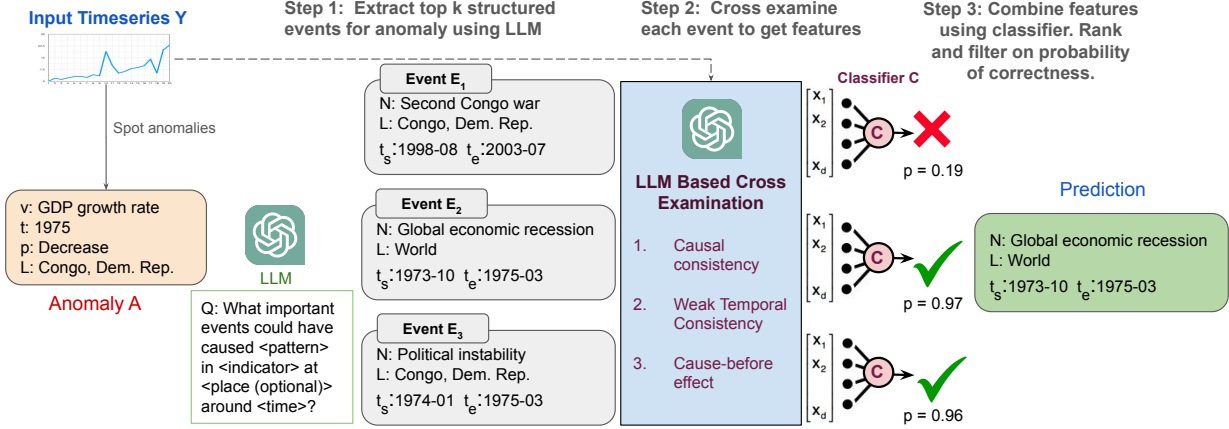 Input Timeseries Y
Step 1: Extract top k structured
events for anomaly using LLM
Step 2: Cross examine
each event to get features
Step 3: Combine features
using classifier. Rank
and filter on probability
of correctness.
Spot anomalies
v: GDP growth rate
t: 1975
p: Decrease
L: Congo, Dem. Rep.
Anomaly A
LLM
Q: What important
events could have
caused <pattern>
in <indicator> at
<place (optional)>
around <time>?
Event E1
N: Second Congo war
L: Congo, Dem. Rep.
ts:1998-08 te:2003-07
Event E2
N: Global economic recession
L: World
ts:1973-10 te:1975-03
Event E3
N: Political instability
L: Congo, Dem. Rep.
ts:1974-01 te:1975-03
LLM Based Cross
Examination
1. Causal
consistency
2. Weak Temporal
Consistency
3. Cause-before
effect
Classifier C
x1
x2
xd
C
p = 0.19
x1
x2
xd
C
p = 0.97
x1
x2
xd
C
p = 0.96
Prediction
N: Global economic recession
L: World
ts:1973-10 te:1975-03